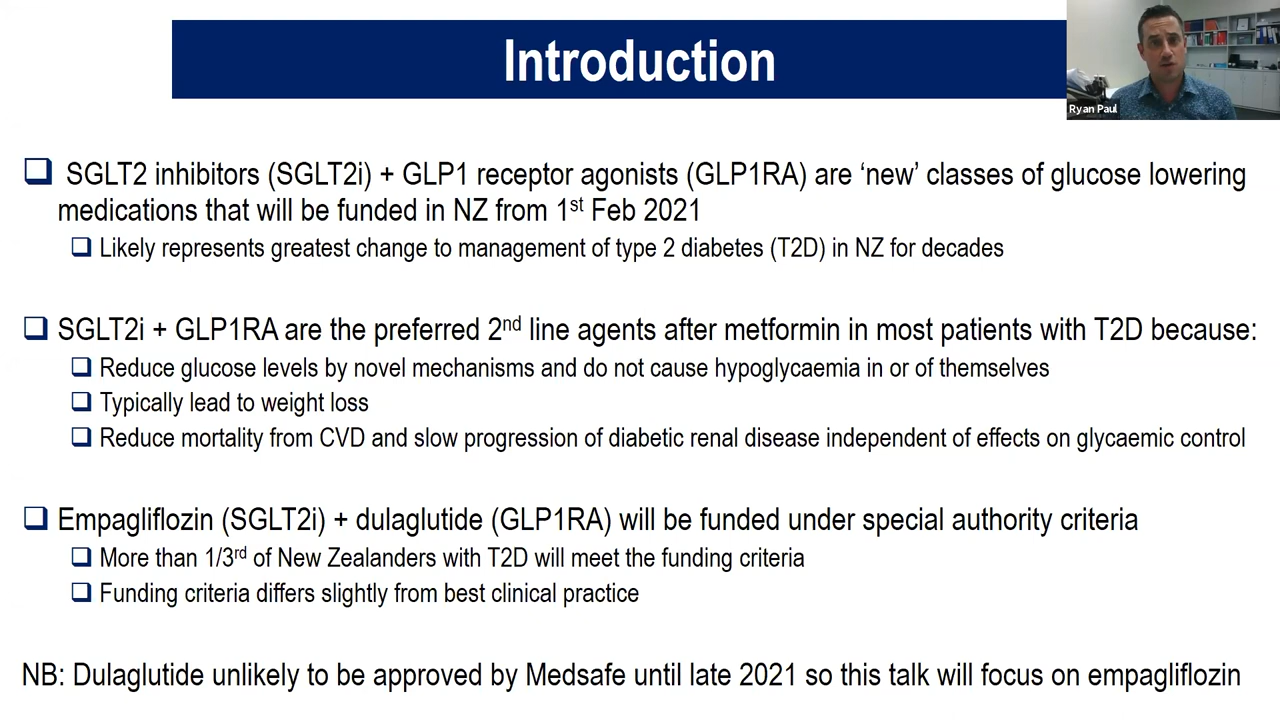 Introduction
Ryan Paul
❑ SGLT2 inhibitors (SGLT2i) + GLP1 receptor agonists (GLP1RA) are ‘new’ classes of glucose lowering
medications that will be funded in NZ from 1st Feb 2021
❑ Likely represents greatest change to management of type 2 diabetes (T2D) in NZ for decades
❑ SGLT2i + GLP1RA are the preferred 2nd line agents after metformin in most patients with T2D because:
❑ Reduce glucose levels by novel mechanisms and do not cause hypoglycaemia in or of themselves
❑ Typically lead to weight loss
❑ Reduce mortality from CVD and slow progression of diabetic renal disease independent of effects on glycaemic control
❑ Empagliflozin (SGLT2i) + dulaglutide (GLP1RA) will be funded under special authority criteria
❑ More than 1/3rd of New Zealanders with T2D will meet the funding criteria
❑ Funding criteria differs slightly from best clinical practice
NB: Dulaglutide unlikely to be approved by Medsafe until late 2021 so this talk will focus on empagliflozin